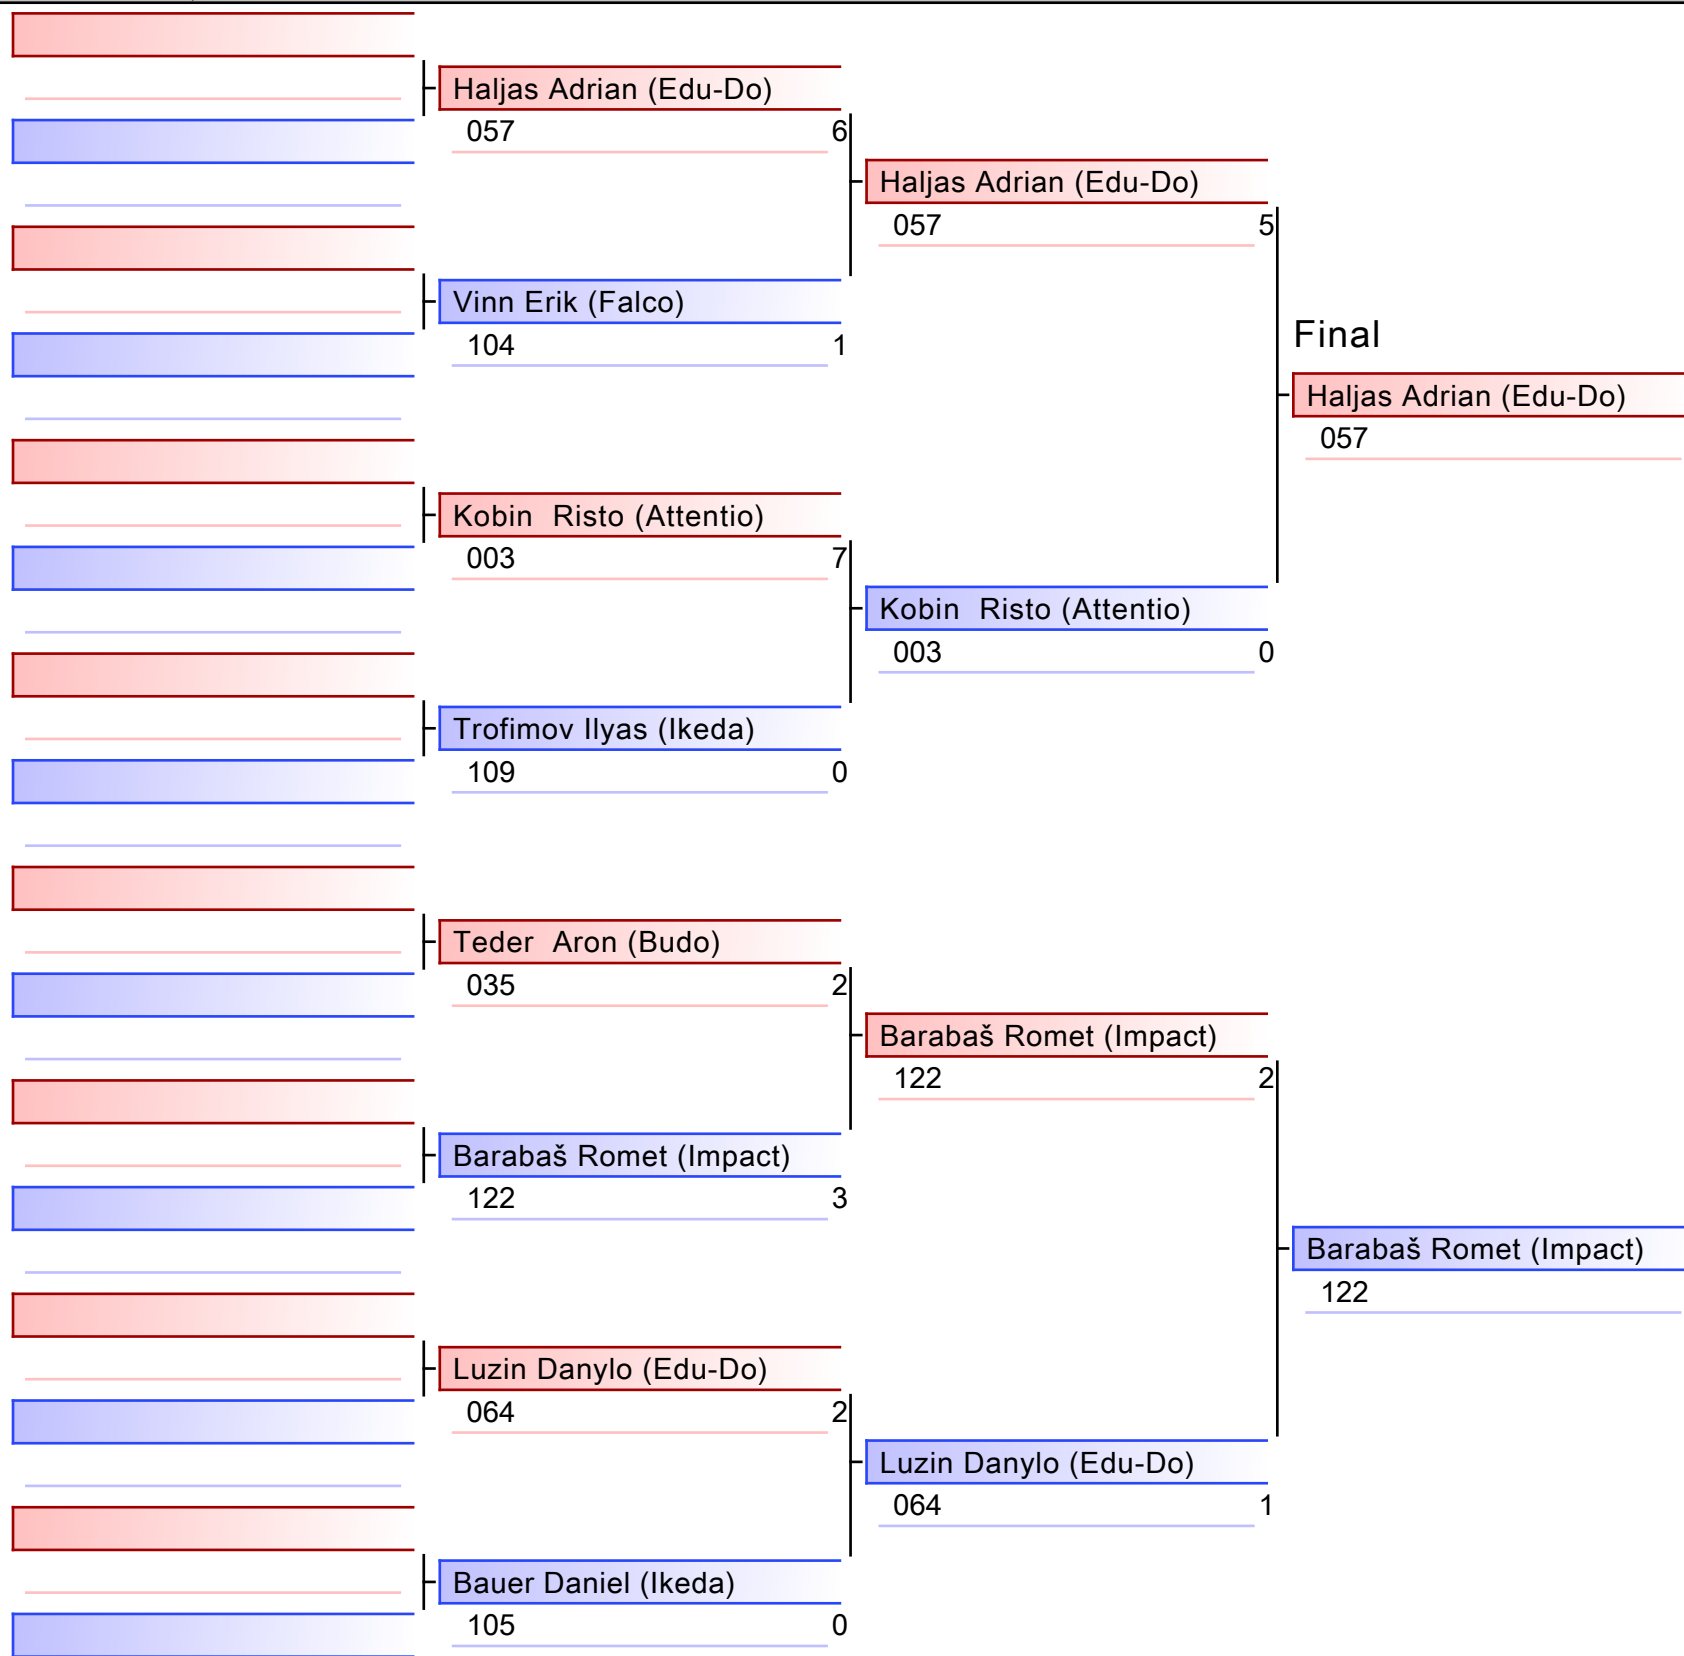 Haljas Adrian (Edu-Do)
057 6
Vinn Erik (Falco)
104 1
Kobin  Risto (Attentio)
003 7
Trofimov Ilyas (Ikeda)
109 0
Teder  Aron (Budo)
035 2
Barabaš Romet (Impact)
122 3
Luzin Danylo (Edu-Do)
064 2
Bauer Daniel (Ikeda)
105 0
Haljas Adrian (Edu-Do)
057 5
Kobin  Risto (Attentio)
003 0
Barabaš Romet (Impact)
122 2
Luzin Danylo (Edu-Do)
064 1
Final
Haljas Adrian (Edu-Do)
057
Barabaš Romet (Impact)
122